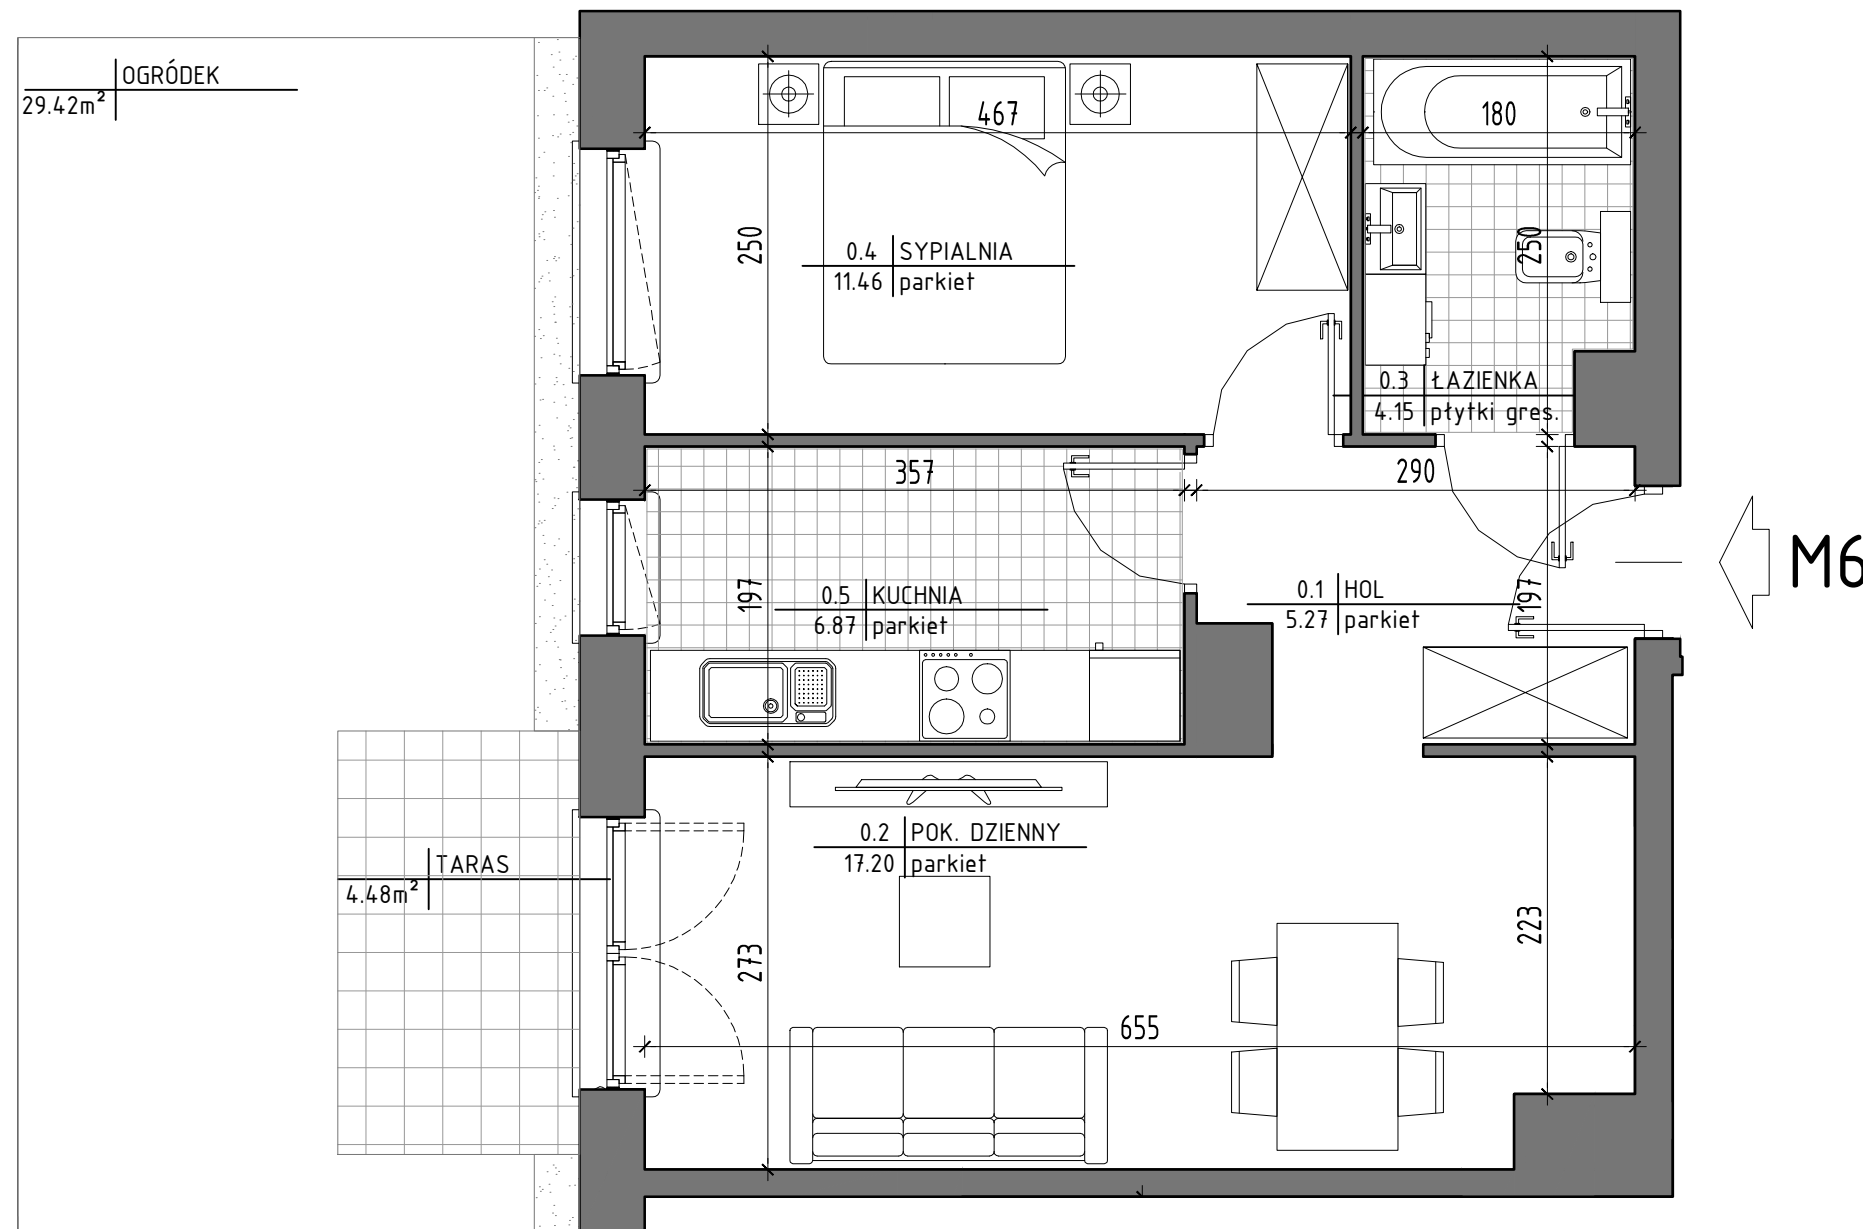 OGRÓDEK
29.42m²
467
180
250
0.4 SYPIALNIA
11.46 parkiet
250
0.3 ŁAZIENKA
4.15 płytki gres.
357
290
M6
197
0.5 KUCHNIA
6.87 parkiet
0.1 HOL
5.27 parkiet
197
0.2 POK. DZIENNY
17.20 parkiet
TARAS
4.48m²
273
223
655